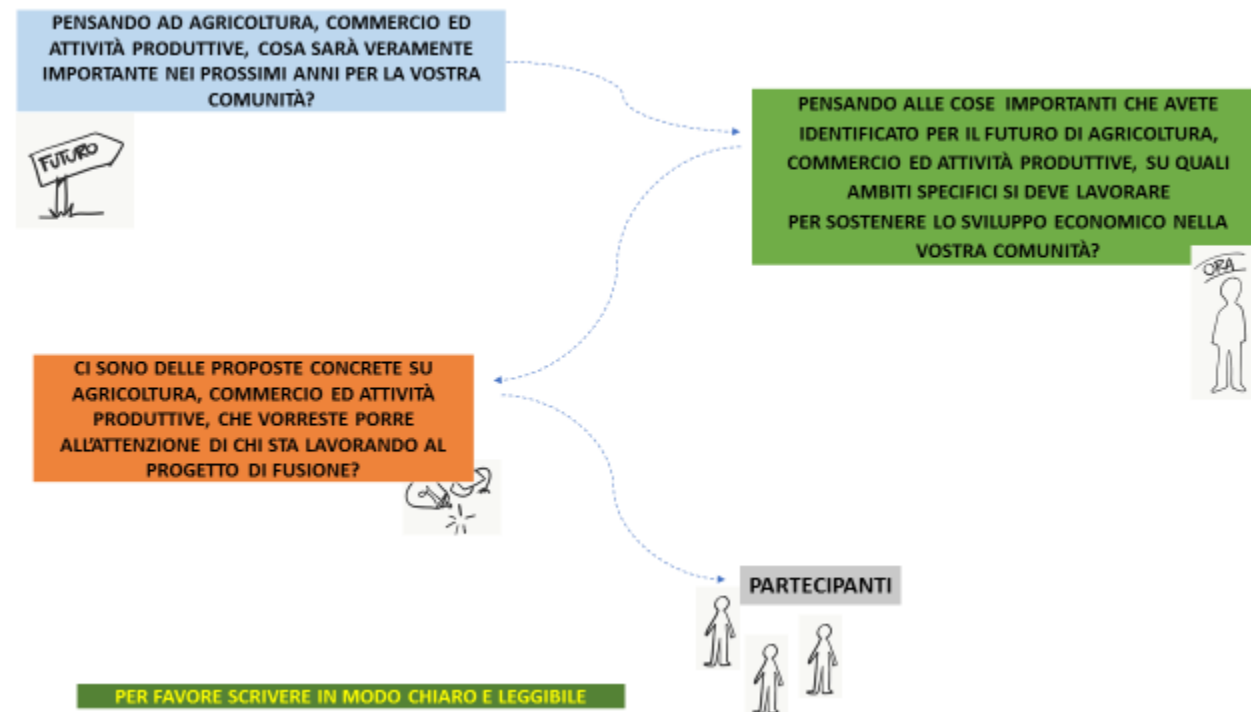 PENSANDO AD AGRICOLTURA, COMMERCIO ED
ATTIVITÀ PRODUTTIVE, COSA SARÀ VERAMENTE
IMPORTANTE NEI PROSSIMI ANNI PER LA VOSTRA
COMUNITÀ?
FUTURO
PENSANDO ALLE COSE IMPORTANTI CHE AVETE
IDENTIFICATO PER IL FUTURO DI AGRICOLTURA,
COMMERCIO ED ATTIVITÀ PRODUTTIVE, SU QUALI
AMBITI SPECIFICI SI DEVE LAVORARE
PER SOSTENERE LO SVILUPPO ECONOMICO NELLA
VOSTRA COMUNITÀ?
ORA
CI SONO DELLE PROPOSTE CONCRETE SU
AGRICOLTURA, COMMERCIO ED ATTIVITÀ
PRODUTTIVE, CHE VORRESTE PORRE
ALL'ATTENZIONE DI CHI STA LAVORANDO AL
PROGETTO DI FUSIONE?
PARTECIPANTI
PER FAVORE SCRIVERE IN MODO CHIARO E LEGGIBILE